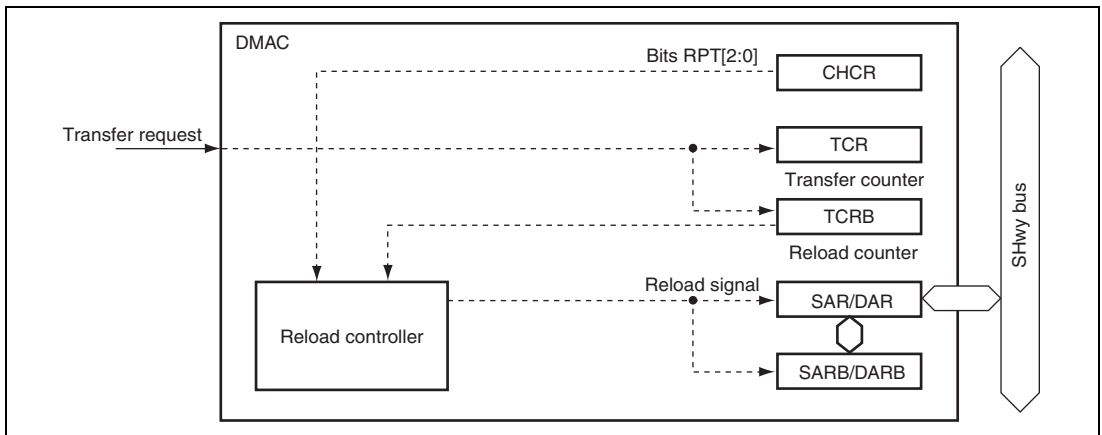 DMAC
Bits RPT[2:0]
CHCR
Transfer request
TCR
Transfer counter
TCRB
Reload counter
SHwy bus
Reload signal
SAR/DAR
Reload controller
SARB/DARB